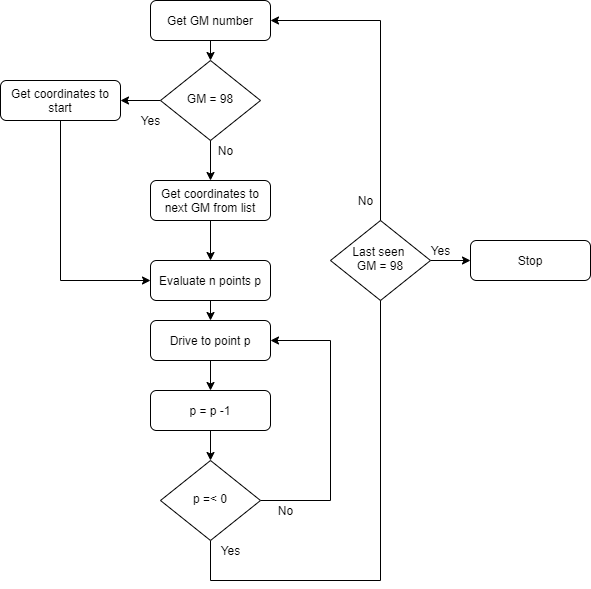 Get GM number
GM = 98
Get coordinates to
start
Yes
No
Get coordinates to
next GM from list
Evaluate n points p
Drive to point p
p = p -1
p =< 0
No
Yes
No
Last seen
GM = 98
Yes
Stop